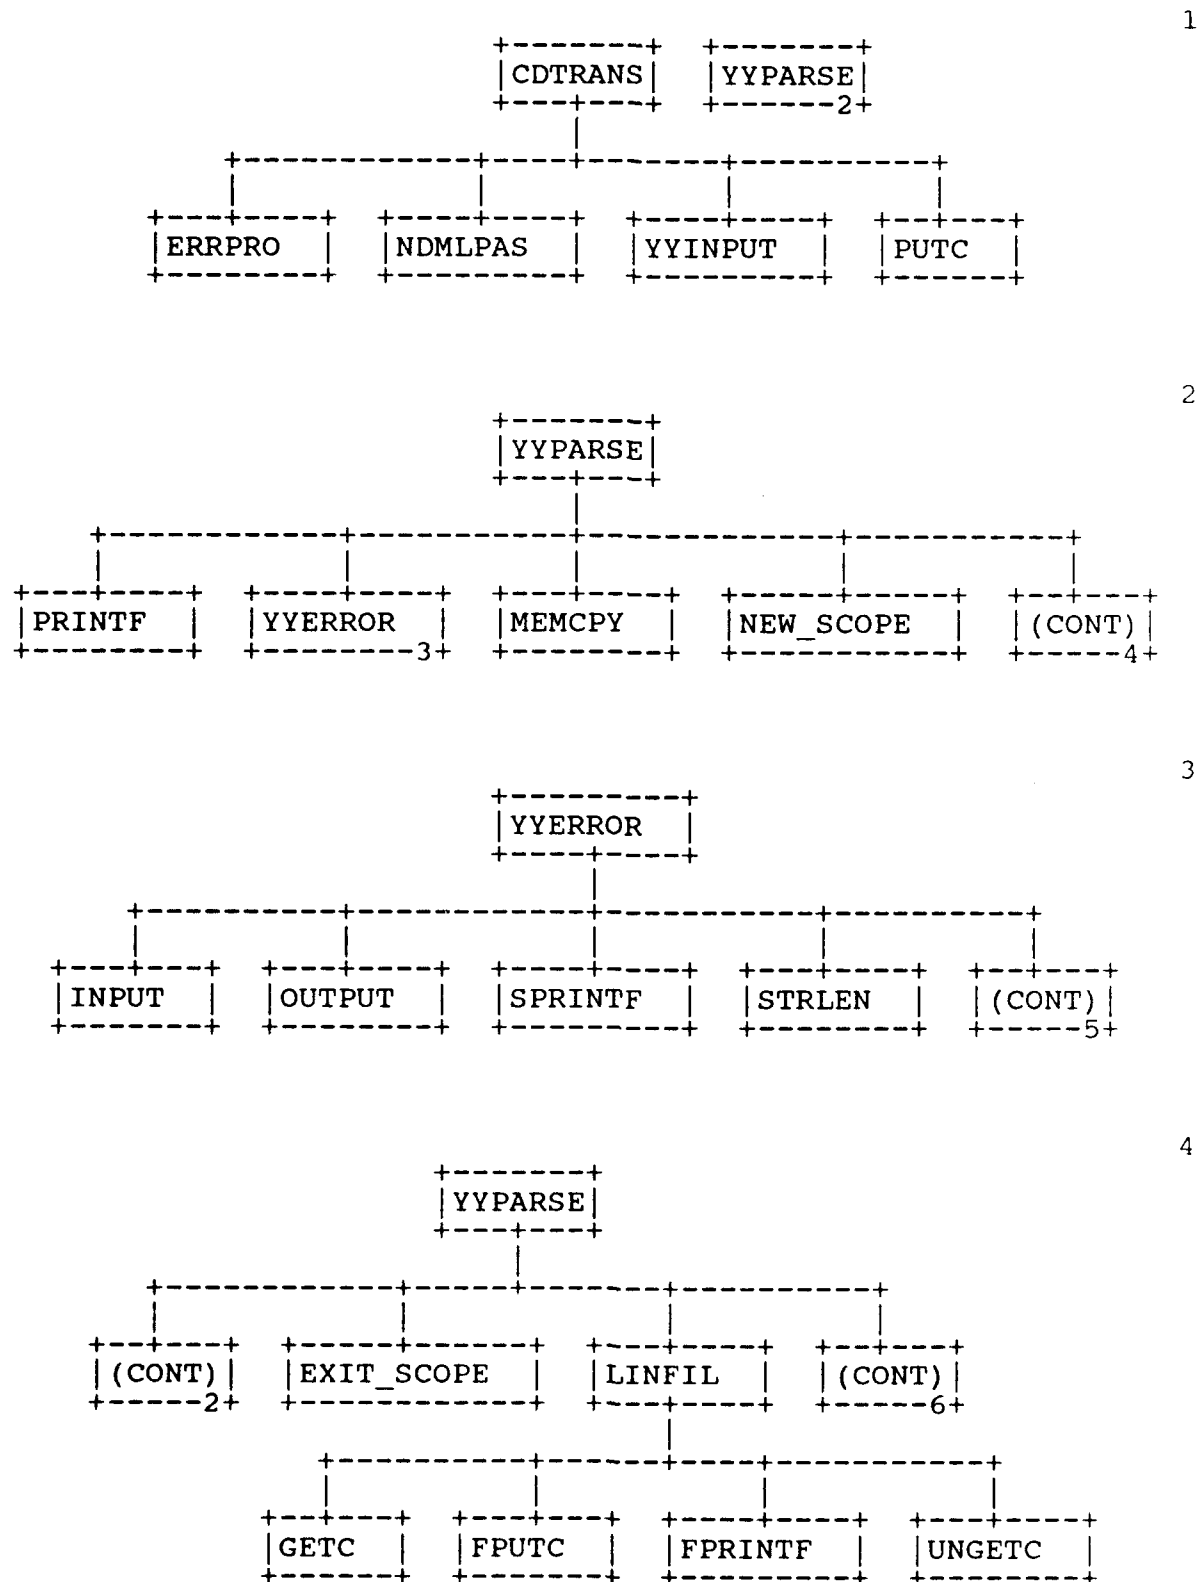 1
CDTRANS YYPARSE
2
ERRPRO NDMLPAS YYINPUT PUTC
2
YYPARSE
PRINTF YYERROR MEMCPY NEW_SCOPE (CONT)
3 4
3
YYERROR
INPUT OUTPUT SPRINTF STRLEN (CONT)
5
4
YYPARSE
(CONT) EXIT_SCOPE LINFIL (CONT)
2 6
GETC FPUTC FPRINTF UNGETC